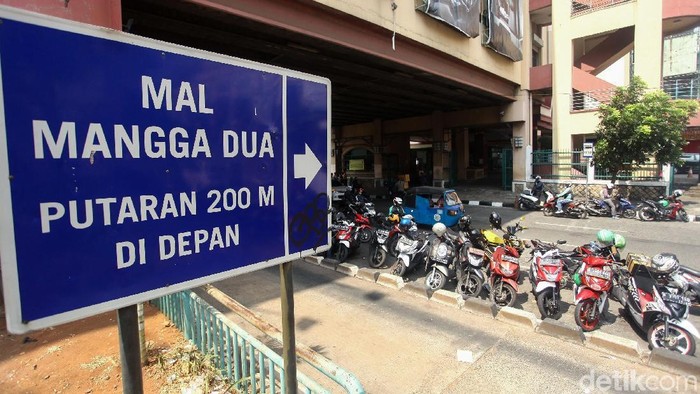 MAL
MANGGA DUA
PUTARAN 200 M
DI DEPAN
detikcom